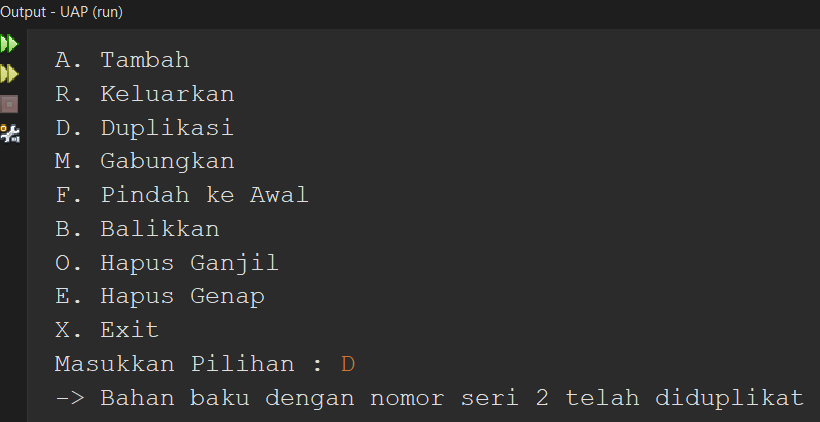 Output - UAP (run)
A. Tambah
R. Keluarkan
D. Duplikasi
M. Gabungkan
F. Pindah ke Awal
B. Balikkan
O. Hapus Ganjil
E. Hapus Genap
X. Exit
Masukkan Pilihan : D
-> Bahan baku dengan nomor seri 2 telah diduplikat